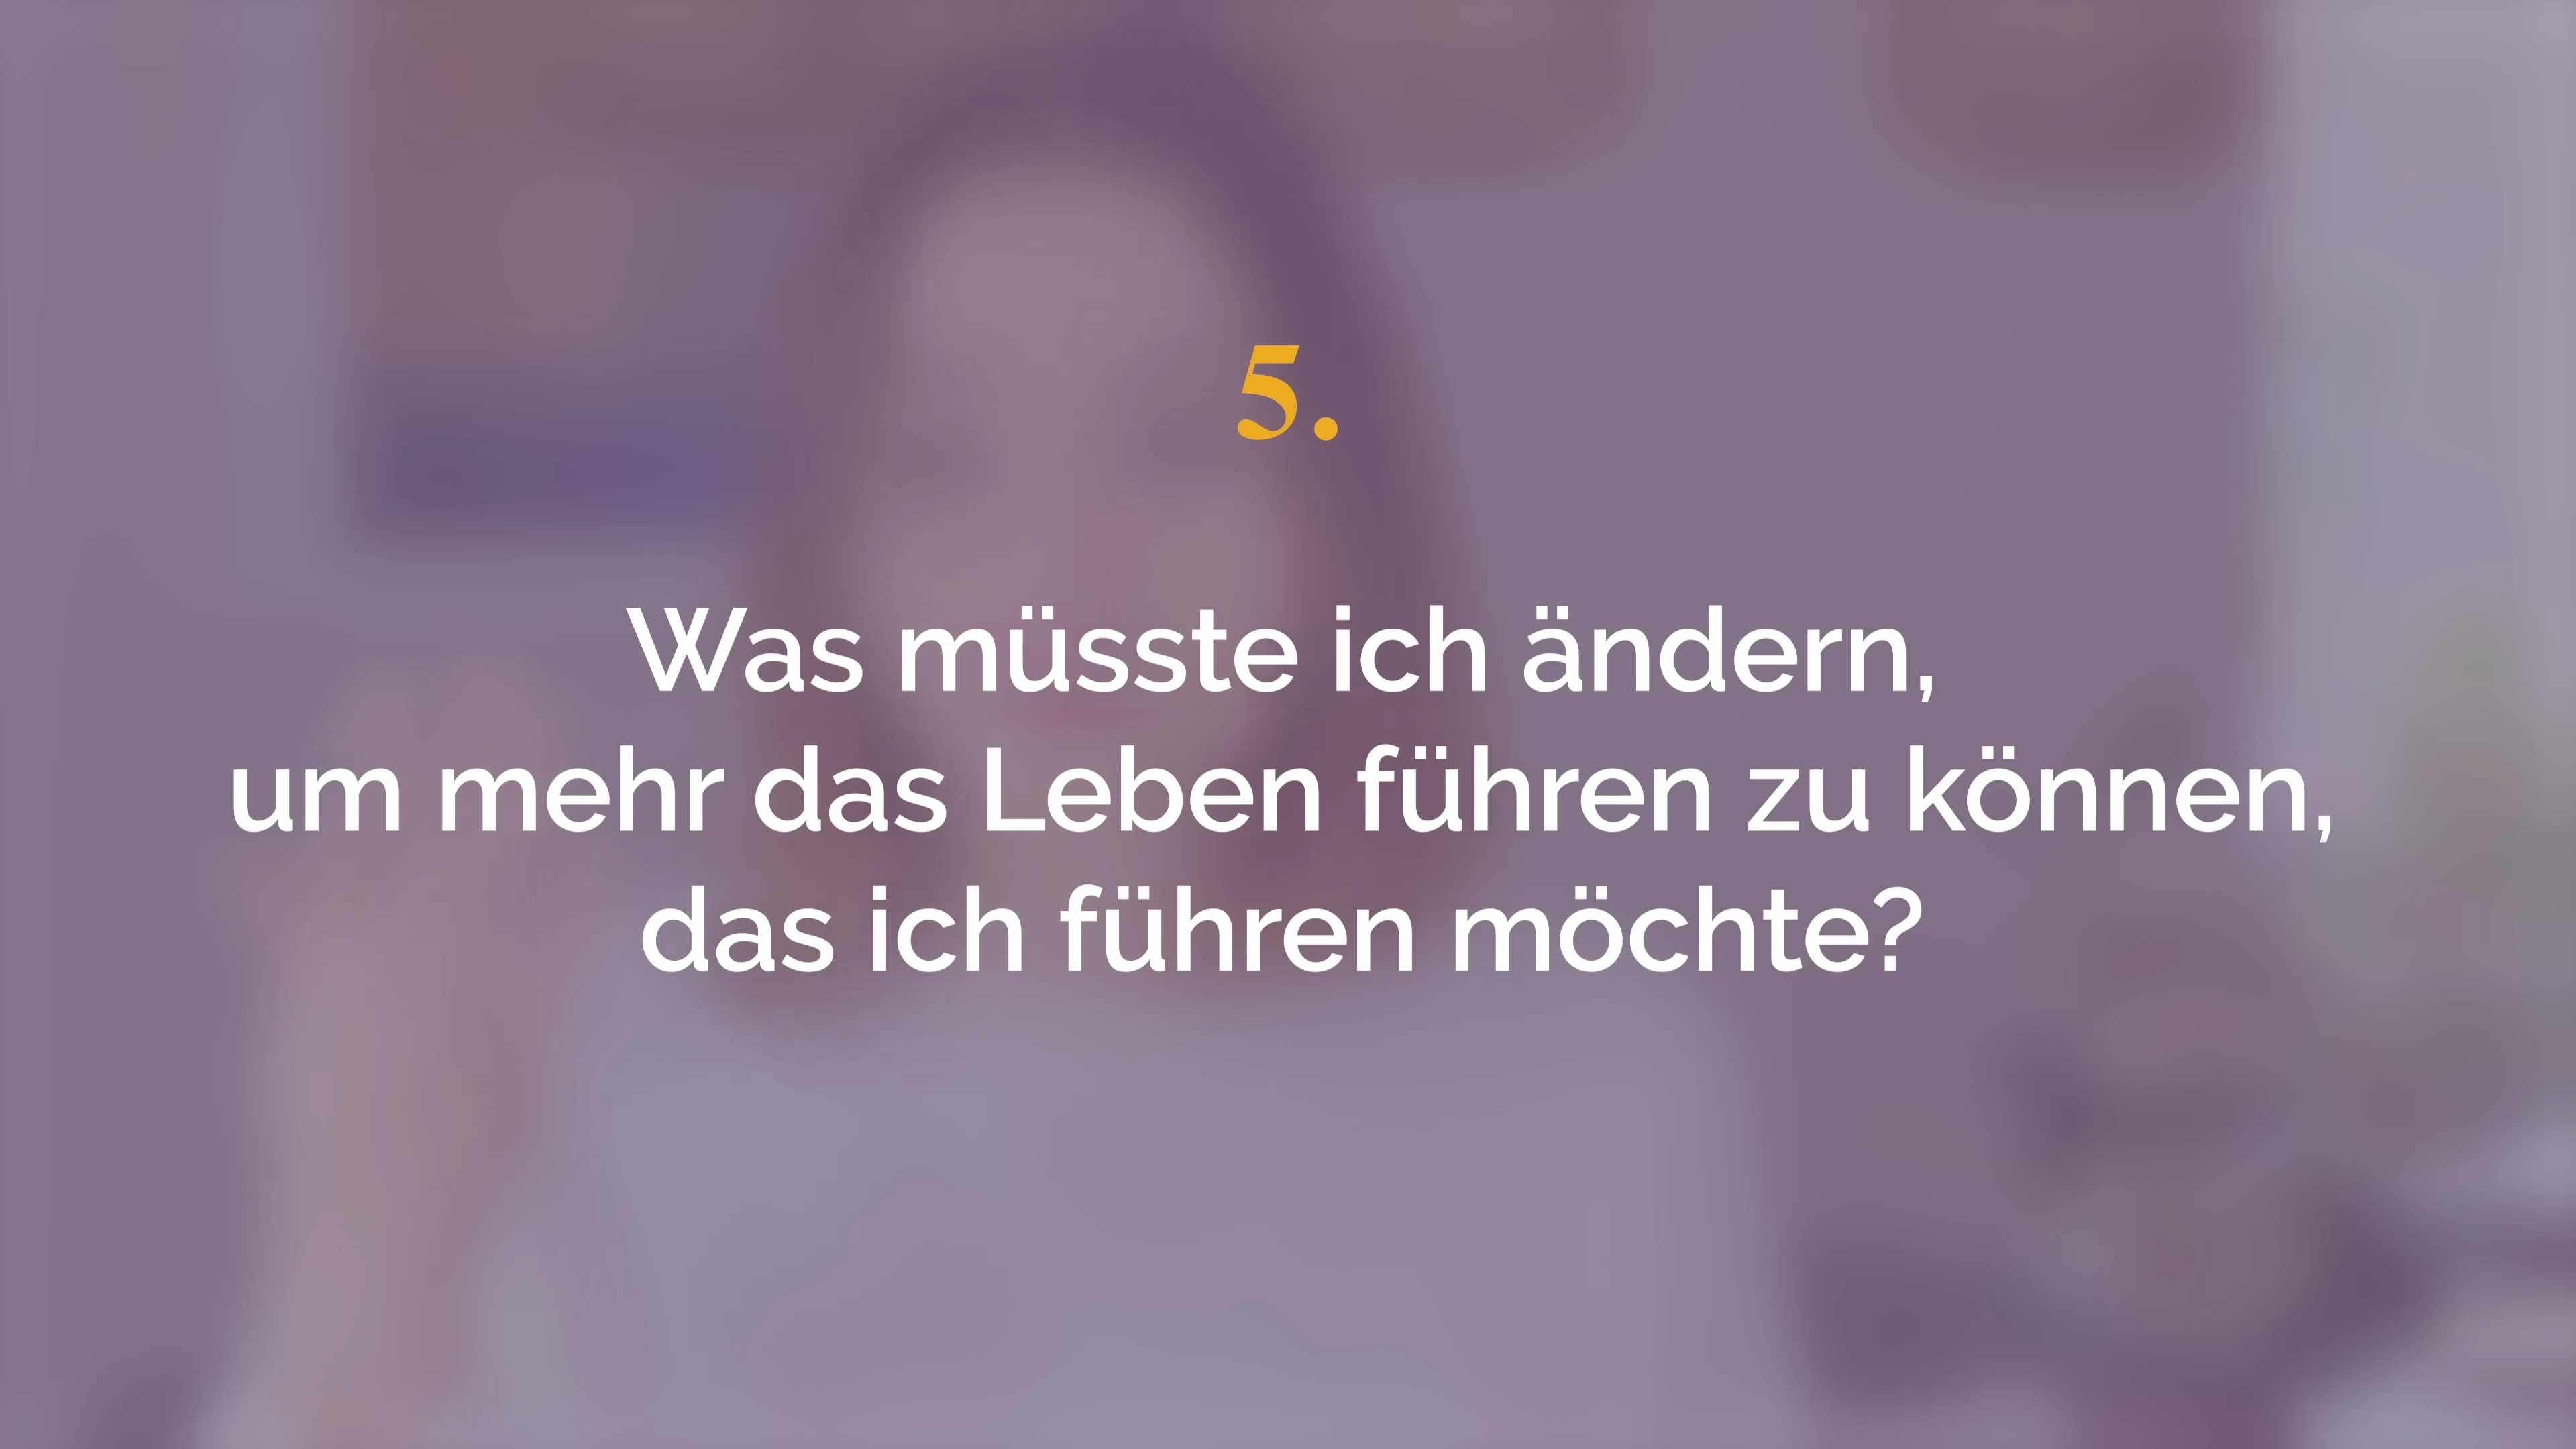 5.
Was müsste ich ändern,
um mehr das Leben führen zu können,
das ich führen möchte?